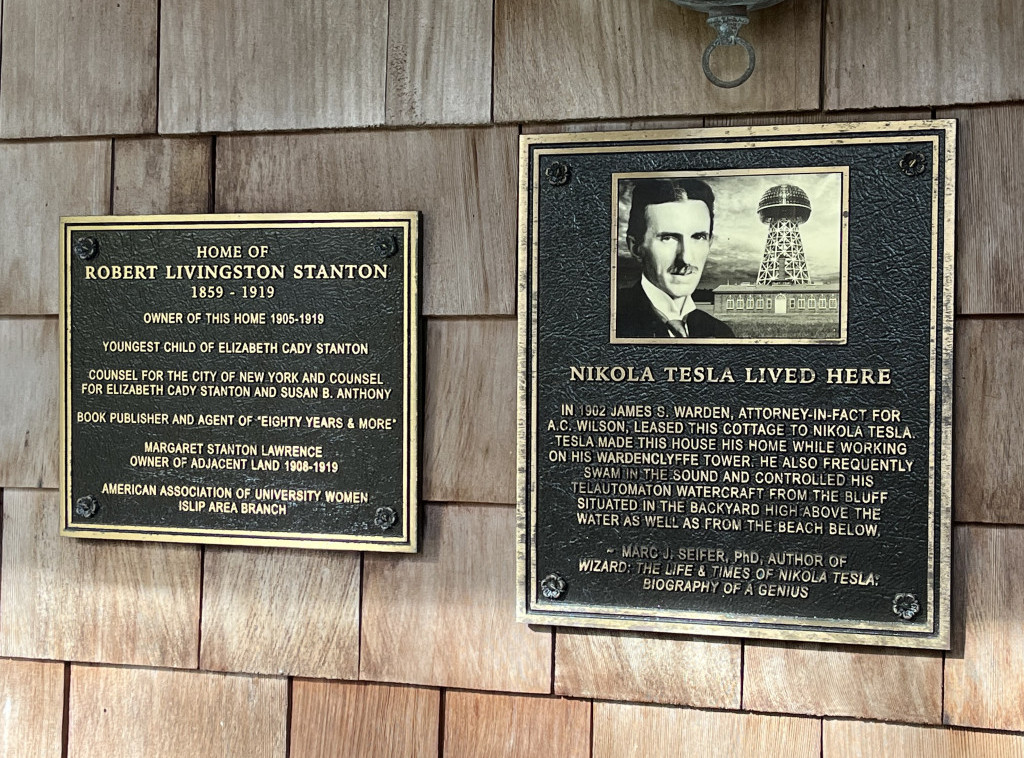 HOME OF
ROBERT LIVINGSTON STANTON
1859 - 1919
OWNER OF THIS HOME 1905-1919
YOUNGEST CHILD OF ELIZABETH CADY STANTON
COUNSEL FOR THE CITY OF NEW YORK AND COUNSEL
FOR ELIZABETH CADY STANTON AND SUSAN B. ANTHONY
BOOK PUBLISHER AND AGENT OF "EIGHTY YEARS & MORE"
MARGARET STANTON LAWRENCE
OWNER OF ADJACENT LAND 1908-1919
AMERICAN ASSOCIATION OF UNIVERSITY WOMEN
ISLIP AREA BRANCH
NIKOLA TESLA LIVED HERE
IN 1902 JAMES S. WARDEN, ATTORNEY-IN-FACT FOR
A.C. WILSON, LEASED THIS COTTAGE TO NIKOLA TESLA.
TESLA MADE THIS HOUSE HIS HOME WHILE WORKING
ON HIS WARDENCLYFFE TOWER. HE ALSO FREQUENTLY
SWAM IN THE SOUND AND CONTROLLED HIS
TELAUTOMATON WATERCRAFT FROM THE BLUFF
SITUATED IN THE BACKYARD HIGH ABOVE THE
WATER AS WELL AS FROM THE BEACH BELOW.
~ MARC J. SEIFER, PhD, AUTHOR OF
WIZARD: THE LIFE & TIMES OF NIKOLA TESLA:
BIOGRAPHY OF A GENIUS